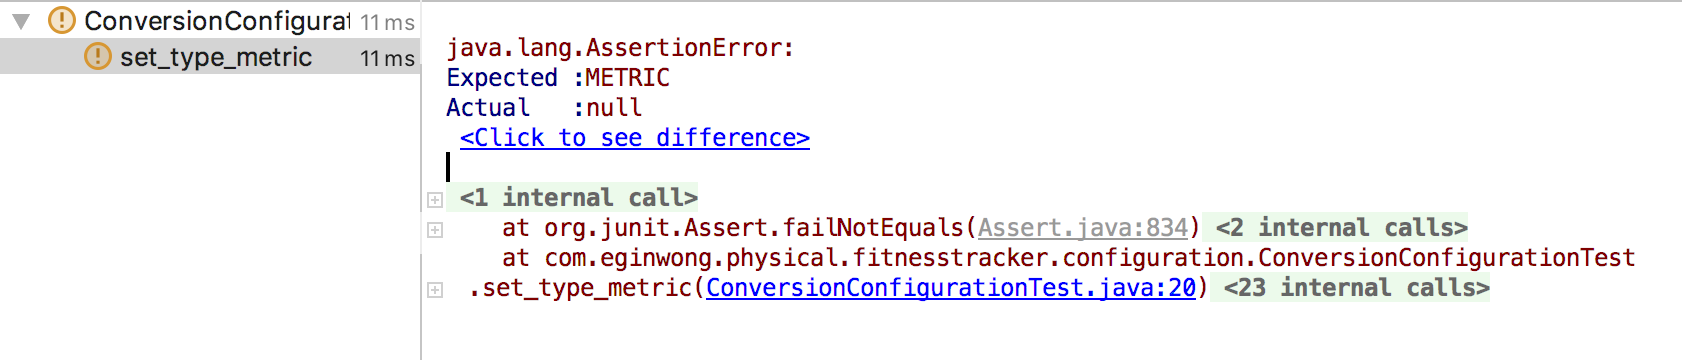 ConversionConfigurat 11 ms
set_type_metric 11 ms
java.lang.AssertionError:
Expected :METRIC
Actual   :null
<Click to see difference>
<1 internal call>
at org.junit.Assert.failNotEquals(Assert.java:834) <2 internal calls>
at com.eginwong.physical.fitnesstracker.configuration.ConversionConfigurationTest
.set_type_metric(ConversionConfigurationTest.java:20) <23 internal calls>